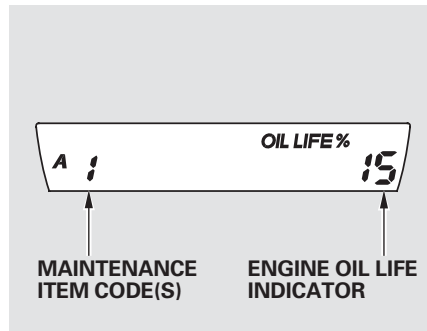 OIL LIFE %
A 1 15
MAINTENANCE ITEM CODE(S)
ENGINE OIL LIFE INDICATOR